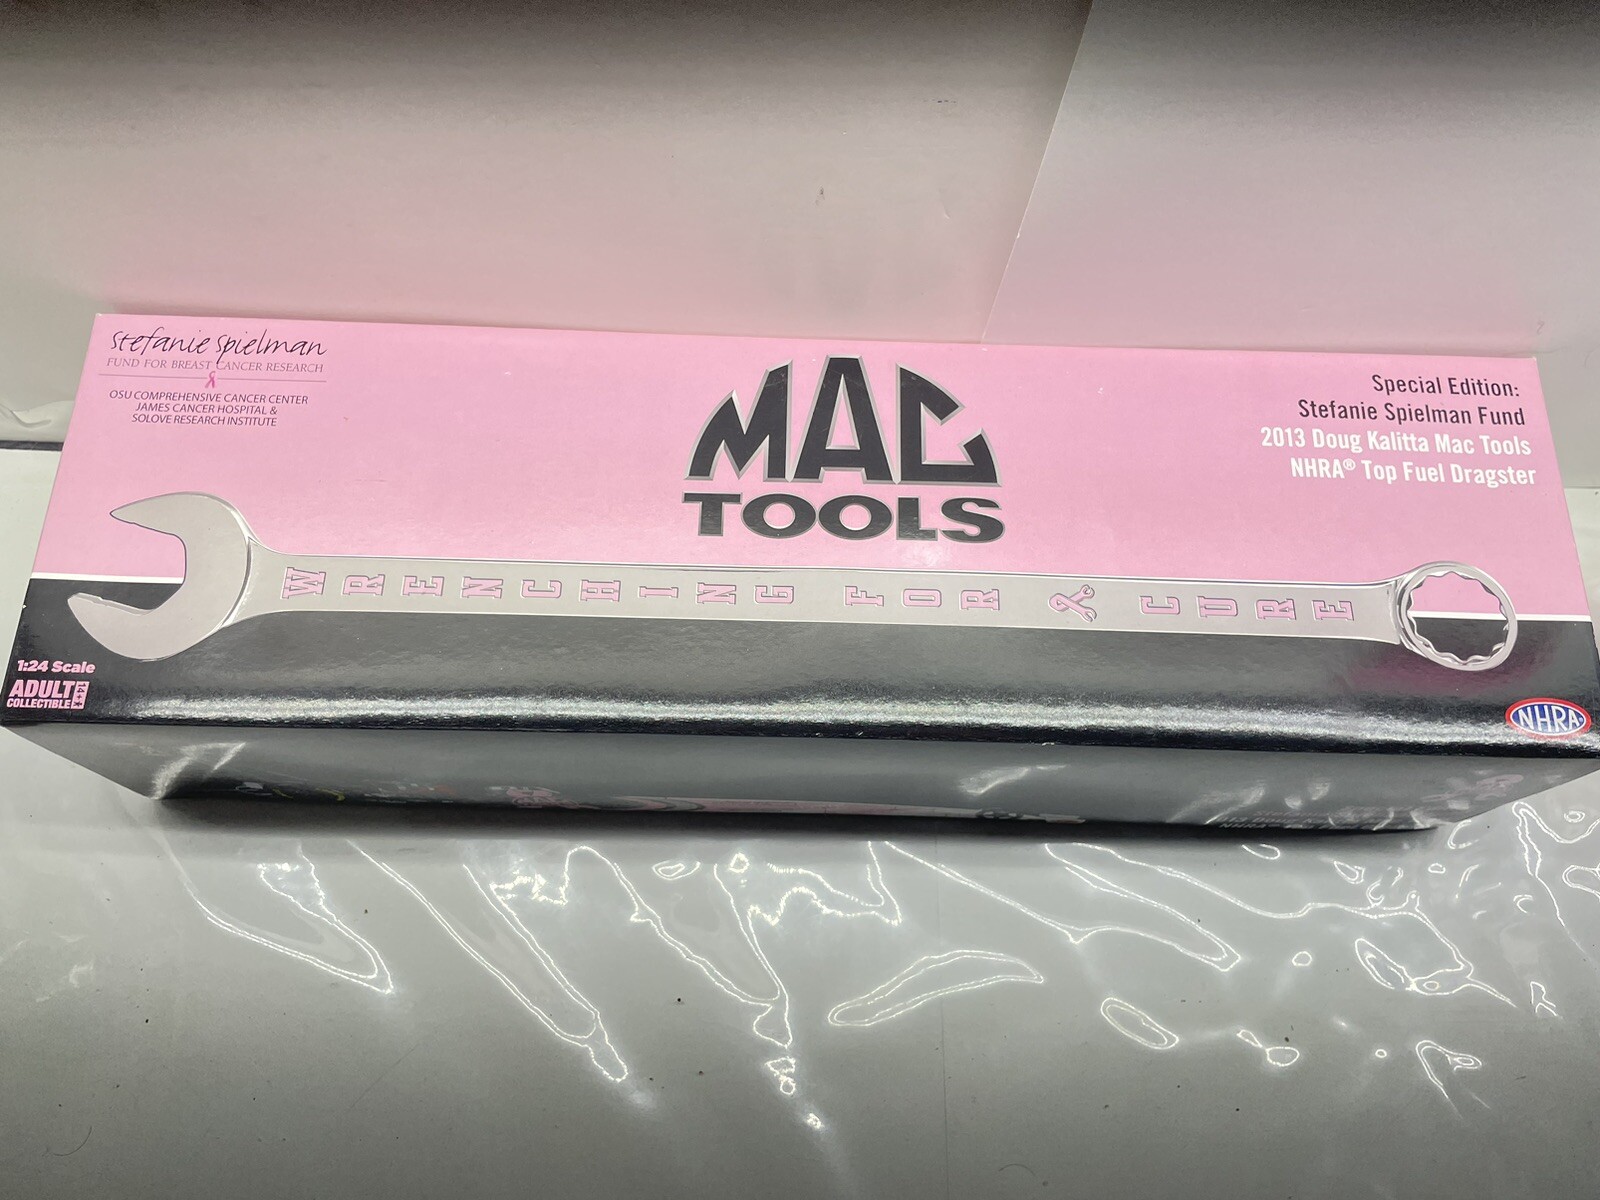 stefanie spielman
FUND FOR BREAST CANCER RESEARCH
OSU COMPREHENSIVE CANCER CENTER
JAMES CANCER HOSPITAL &
SOLOVE RESEARCH INSTITUTE
MAC
TOOLS
Special Edition:
Stefanie Spielman Fund
2013 Doug Kalitta Mac Tools
NHRA® Top Fuel Dragster
WRENCHING FOR A CURE
1:24 Scale
ADULT 14++
COLLECTIBLE
NHRA